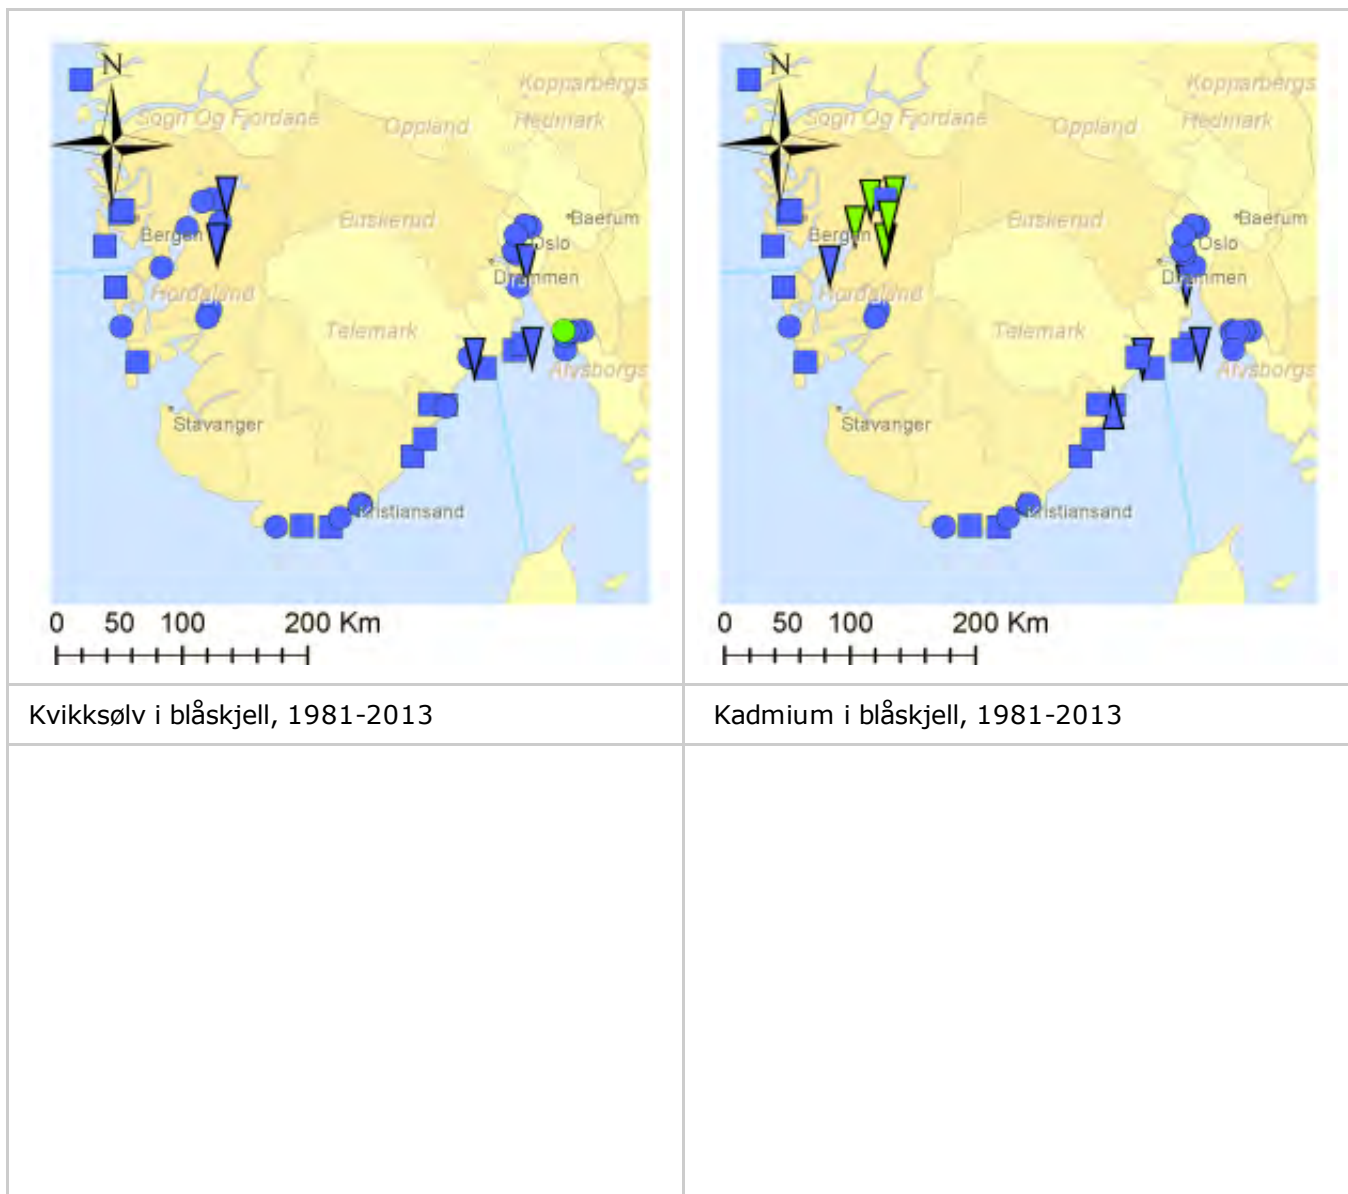 N
Kopparbergs
Sogn Og Fjordane
Oppland
Hedmark
Buskerud
Baerum
Bergen
Oslo
Drammen
Hordaland
Telemark
Alvsborgs
Stavanger
Kristiansand
0 50 100 200 Km
Kvikksølv i blåskjell, 1981-2013
N
Kopparbergs
Sogn Og Fjordane
Oppland
Hedmark
Buskerud
Baerum
Bergen
Oslo
Drammen
Hordaland
Telemark
Alvsborgs
Stavanger
Kristiansand
0 50 100 200 Km
Kadmium i blåskjell, 1981-2013